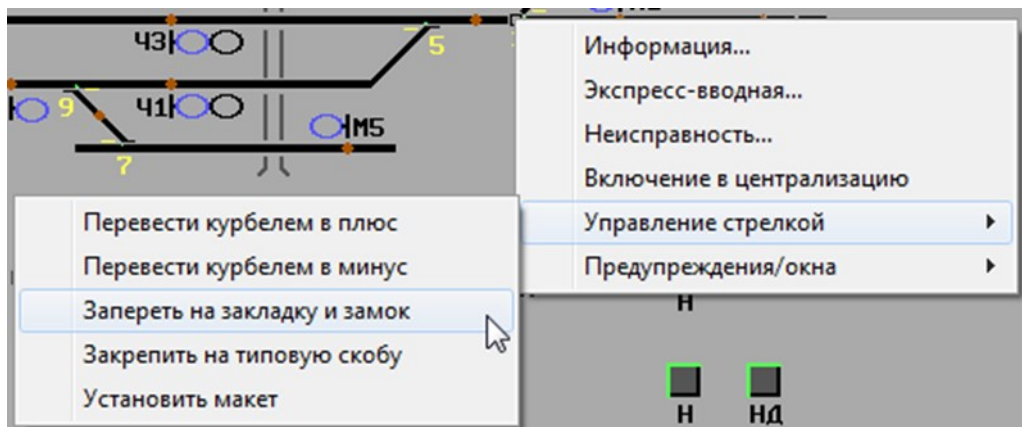 Ч3
5
Информация...
Экспресс-вводная...
9
Ч1
М5
Неисправность...
7
Включение в централизацию
Перевести курбелем в плюс
Управление стрелкой
Перевести курбелем в минус
Предупреждения/окна
Запереть на закладку и замок
Н
Закрепить на типовую скобу
Установить макет
Н НД